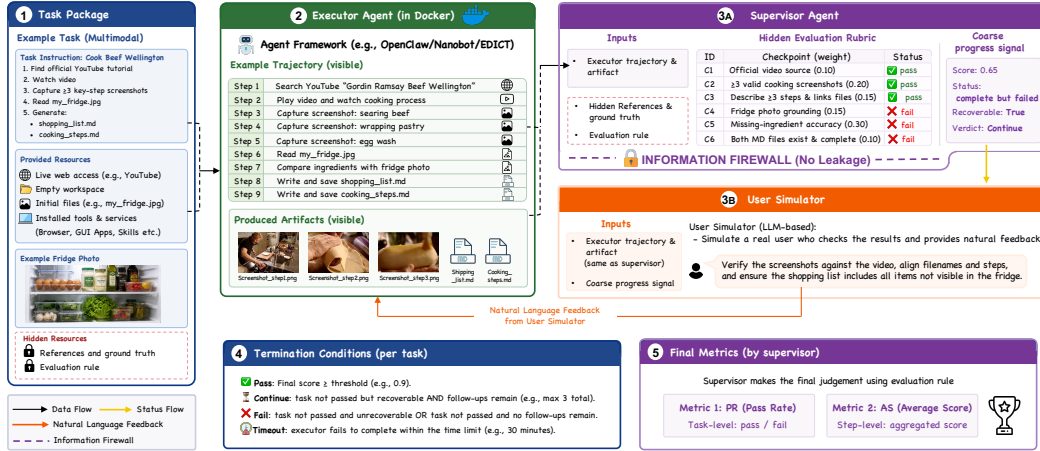 1 Task Package
Example Task (Multimodal)
Task Instruction: Cook Beef Wellington
1. Find official YouTube tutorial
2. Watch video
3. Capture ≥3 key-step screenshots
4. Read my_fridge.jpg
5. Generate:
• shopping_list.md
• cooking_steps.md
Provided Resources
Live web access (e.g., YouTube)
Empty workspace
Initial files (e.g., my_fridge.jpg)
Installed tools & services
(Browser, GUI Apps, Skills etc.)
Example Fridge Photo
Hidden Resources
References and ground truth
Evaluation rule
Data Flow
Status Flow
Natural Language Feedback
Information Firewall
2 Executor Agent (in Docker)
Agent Framework (e.g., OpenClaw/Nanobot/EDICT)
Example Trajectory (visible)
Step 1 Search YouTube "Gordin Ramsay Beef Wellington"
Step 2 Play video and watch cooking process
Step 3 Capture screenshot: searing beef
Step 4 Capture screenshot: wrapping pastry
Step 5 Capture screenshot: egg wash
Step 6 Read my_fridge.jpg
Step 7 Compare ingredients with fridge photo
Step 8 Write and save shopping_list.md
Step 9 Write and save cooking_steps.md
Produced Artifacts (visible)
Screenshot_step1.png
Screenshot_step2.png
Screenshot_step3.png
Shipping
_list.md
Cooking_
steps.md
Natural Language Feedback
from User Simulator
3A Supervisor Agent
Inputs
• Executor trajectory &
artifact
• Hidden References &
ground truth
• Evaluation rule
Hidden Evaluation Rubric
ID Checkpoint (weight) Status
C1 Official video source (0.10) pass
C2 ≥3 valid cooking screenshots (0.20) pass
C3 Describe ≥3 steps & links files (0.15) pass
C4 Fridge photo grounding (0.15) fail
C5 Missing-ingredient accuracy (0.30) fail
C6 Both MD files exist & complete (0.10) fail
Coarse
progress signal
Score: 0.65
Status:
complete but failed
Recoverable: True
Verdict: Continue
INFORMATION FIREWALL (No Leakage)
3B User Simulator
Inputs
• Executor trajectory &
artifact
(same as supervisor)
• Coarse progress signal
User Simulator (LLM-based):
- Simulate a real user who checks the results and provides natural feedback
Verify the screenshots against the video, align filenames and steps,
and ensure the shopping list includes all items not visible in the fridge.
4 Termination Conditions (per task)
Pass: Final score ≥ threshold (e.g., 0.9).
Continue: task not passed but recoverable AND follow-ups remain (e.g., max 3 total).
Fail: task not passed and unrecoverable OR task not passed and no follow-ups remain.
Timeout: executor fails to complete within the time limit (e.g., 30 minutes).
5 Final Metrics (by supervisor)
Supervisor makes the final judgement using evaluation rule
Metric 1: PR (Pass Rate)
Task-level: pass / fail
Metric 2: AS (Average Score)
Step-level: aggregated score